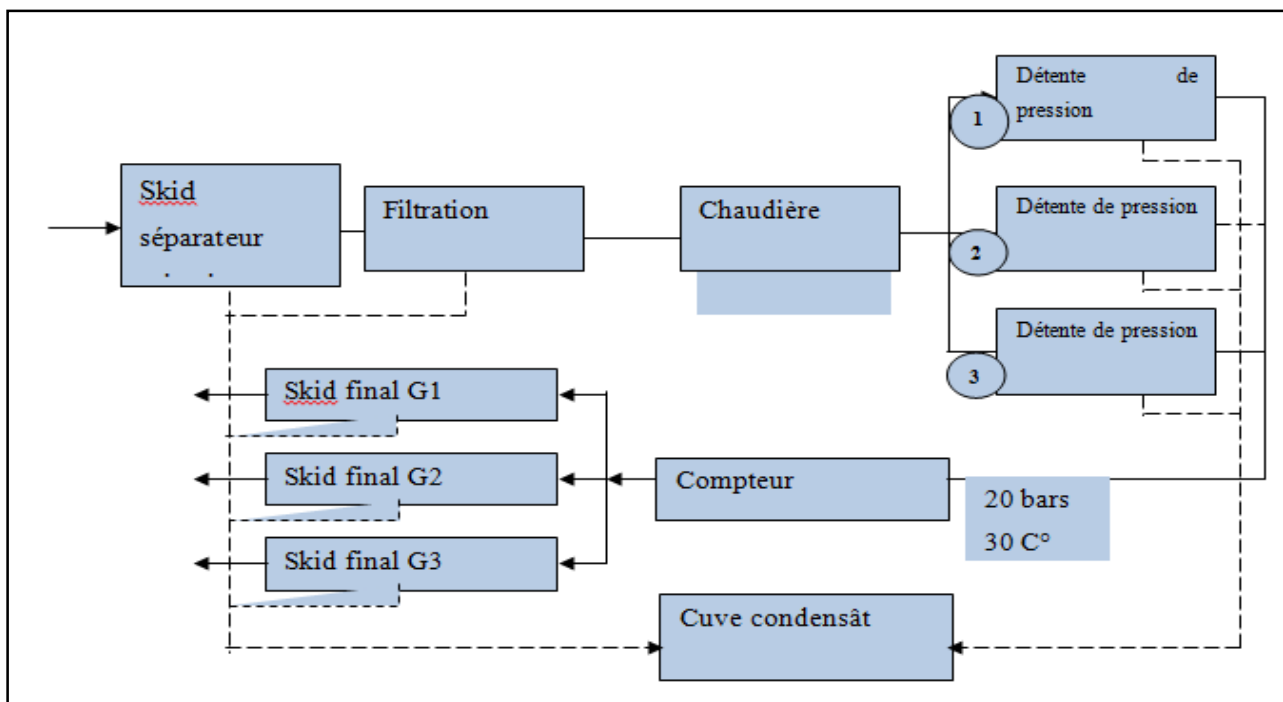 Détente de
pression
1
Skid
séparateur
Filtration
Chaudière
Détente de pression
2
Détente de pression
3
Skid final G1
Skid final G2
Compteur
20 bars
30 C°
Skid final G3
Cuve condensât